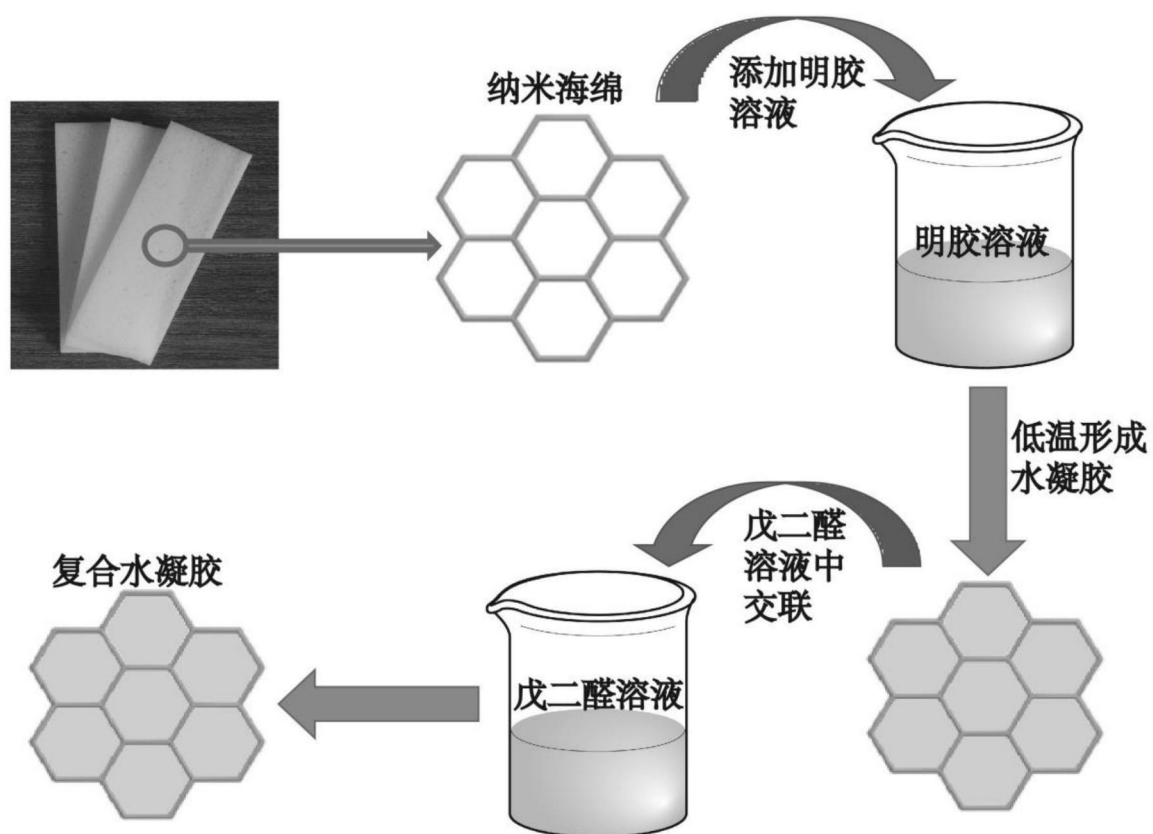 纳米海绵
添加明胶
溶液
明胶溶液
低温形成
水凝胶
戊二醛
溶液中
交联
戊二醛溶液
复合水凝胶